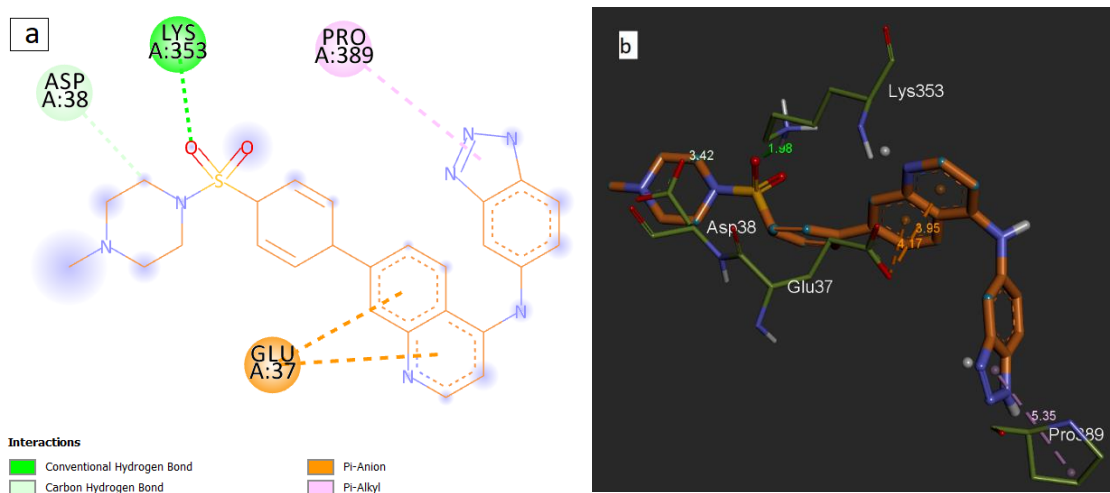 a
LYS
A:353
PRO
A:389
ASP
A:38
O
O
S
N
N
N
N
N
N
N
GLU
A:37
Interactions
Conventional Hydrogen Bond
Carbon Hydrogen Bond
Pi-Anion
Pi-Alkyl
b
Lys353
1.98
3.42
Asp38
3.95
4.17
Glu37
5.35
Pro389